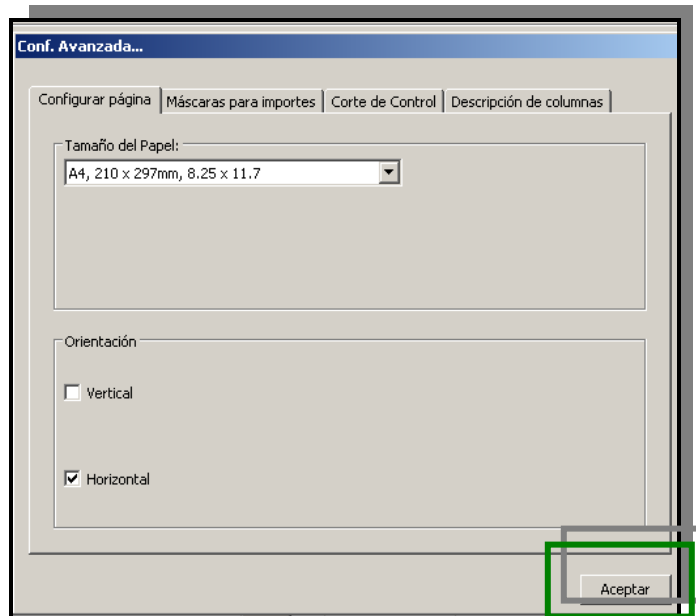 Conf. Avanzada...
Configurar página Máscaras para importes Corte de Control Descripción de columnas
Tamaño del Papel:
A4, 210 x 297mm, 8.25 x 11.7
Orientación
Vertical
Horizontal
Aceptar